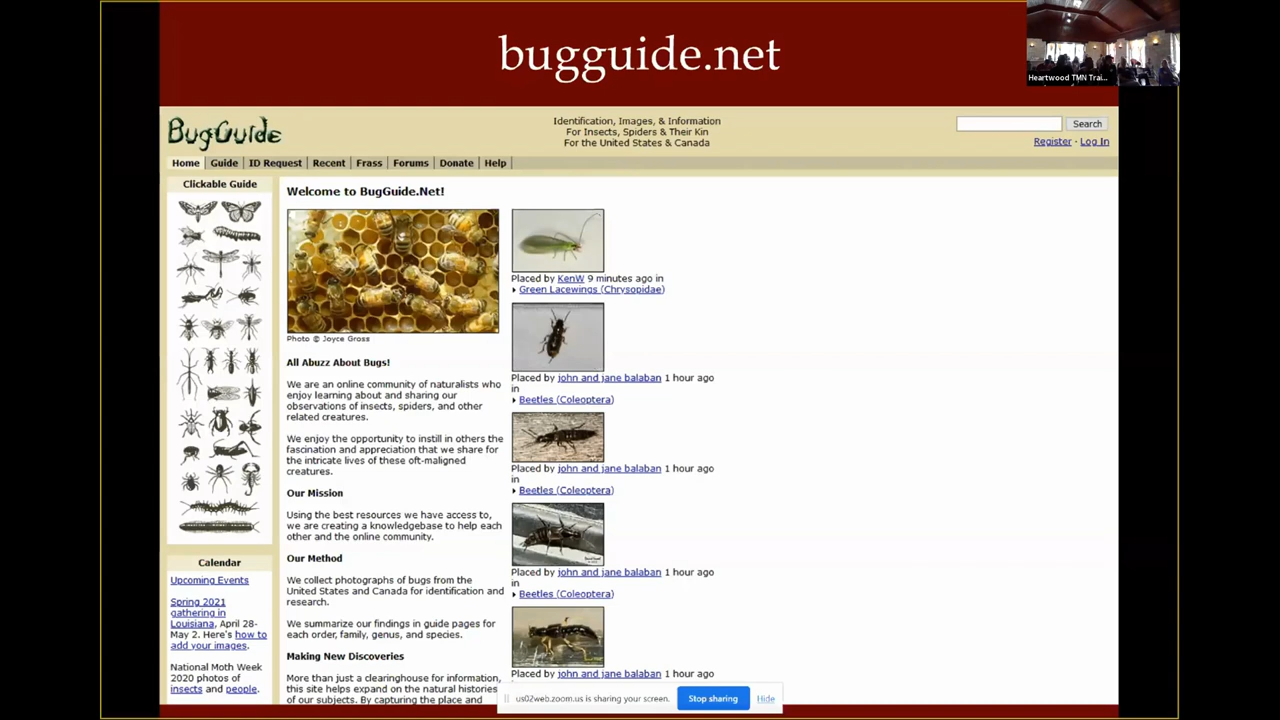 bugguide.net
Heartwood TMN Trai...
BugGuide
Identification, Images, & Information
For Insects, Spiders & Their Kin
For the United States & Canada
Search
Register · Log In
Home Guide ID Request Recent Frass Forums Donate Help
Clickable Guide
Welcome to BugGuide.Net!
Photo © Joyce Gross
All Abuzz About Bugs!
We are an online community of naturalists who
enjoy learning about and sharing our
observations of insects, spiders, and other
related creatures.
We enjoy the opportunity to instill in others the
fascination and appreciation that we share for
the intricate lives of these oft-maligned
creatures.
Our Mission
Using the best resources we have access to,
we are creating a knowledgebase to help each
other and the online community.
Our Method
We collect photographs of bugs from the
United States and Canada for identification and
research.
We summarize our findings in guide pages for
each order, family, genus, and species.
Making New Discoveries
More than just a clearinghouse for information,
this site helps expand on the natural histories
of our subjects. By capturing the place and
Placed by KenW 9 minutes ago in
Green Lacewings (Chrysopidae)
Placed by john and jane balaban 1 hour ago
in
Beetles (Coleoptera)
Placed by john and jane balaban 1 hour ago
in
Beetles (Coleoptera)
Placed by john and jane balaban 1 hour ago
in
Beetles (Coleoptera)
Placed by john and jane balaban 1 hour ago
Calendar
Upcoming Events
Spring 2021
gathering in
Louisiana, April 28-
May 2. Here's how to
add your images.
National Moth Week
2020 photos of
insects and people.
us02web.zoom.us is sharing your screen.
Stop sharing
Hide